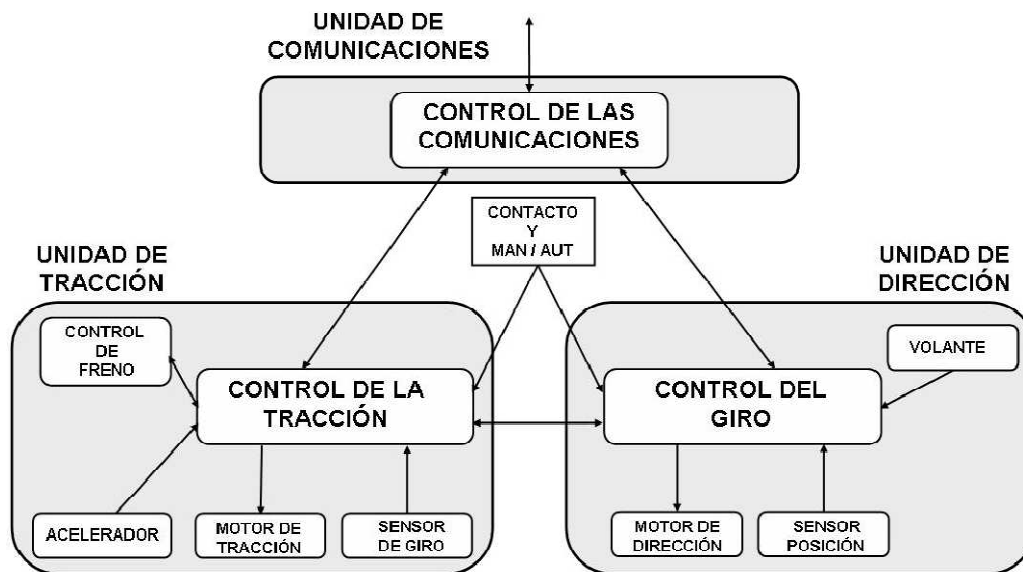 UNIDAD DE
COMUNICACIONES
CONTROL DE LAS
COMUNICACIONES
CONTACTO
Y
MAN / AUT
UNIDAD DE
TRACCIÓN
UNIDAD DE
DIRECCIÓN
CONTROL
DE
FRENO
VOLANTE
CONTROL DE LA
TRACCIÓN
CONTROL DEL
GIRO
ACELERADOR
MOTOR DE
TRACCIÓN
SENSOR
DE GIRO
MOTOR DE
DIRECCIÓN
SENSOR
POSICIÓN